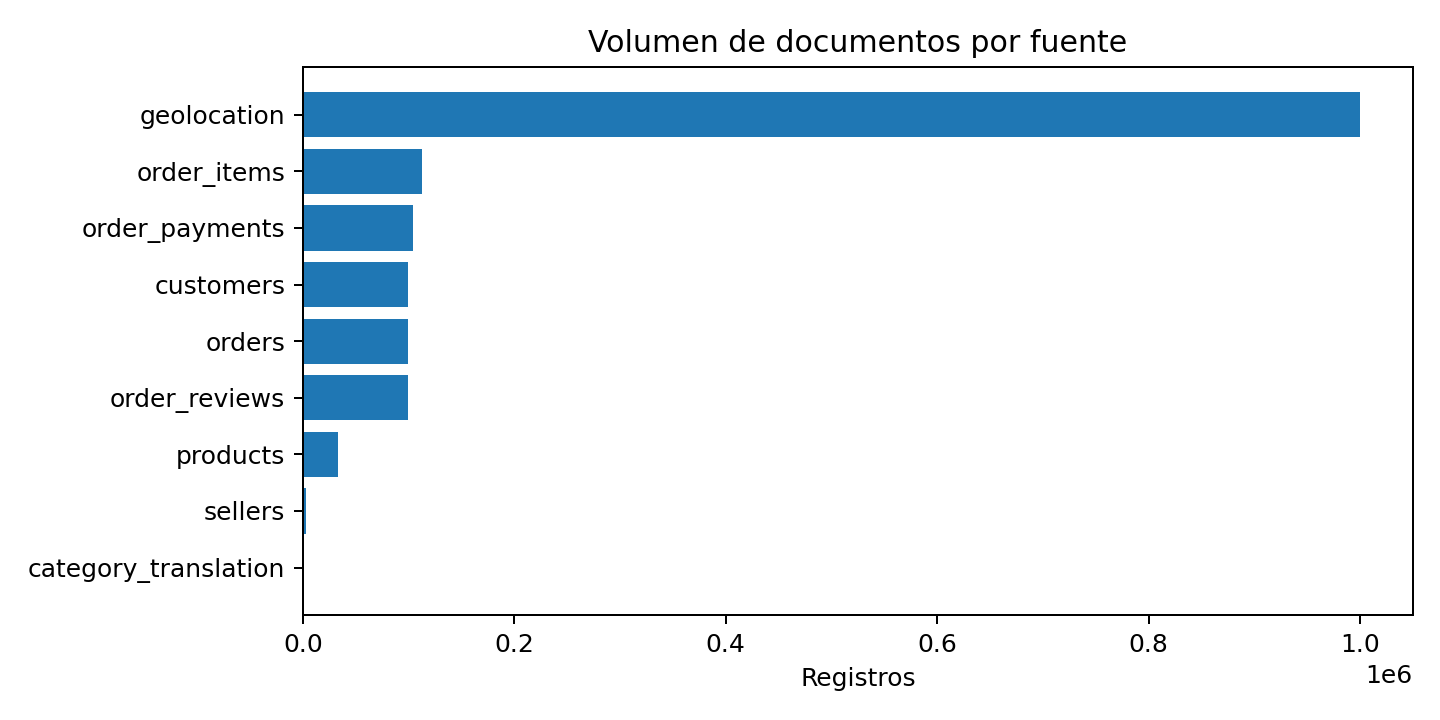 Volumen de documentos por fuente
geolocation
order_items
order_payments
customers
orders
order_reviews
products
sellers
category_translation
0.0 0.2 0.4 0.6 0.8 1.0
1e6
Registros